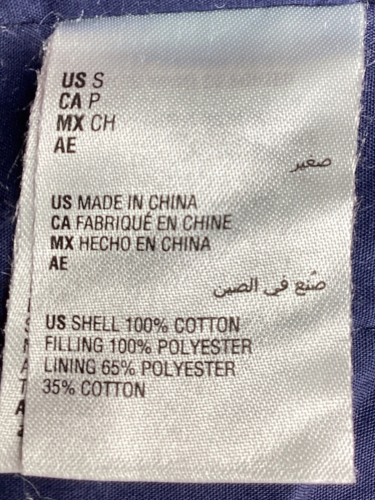 US S
CA P
MX CH
AE
صغير
US MADE IN CHINA
CA FABRIQUÉ EN CHINE
MX HECHO EN CHINA
AE
صُنع في الصين
US SHELL 100% COTTON
FILLING 100% POLYESTER
LINING 65% POLYESTER
35% COTTON